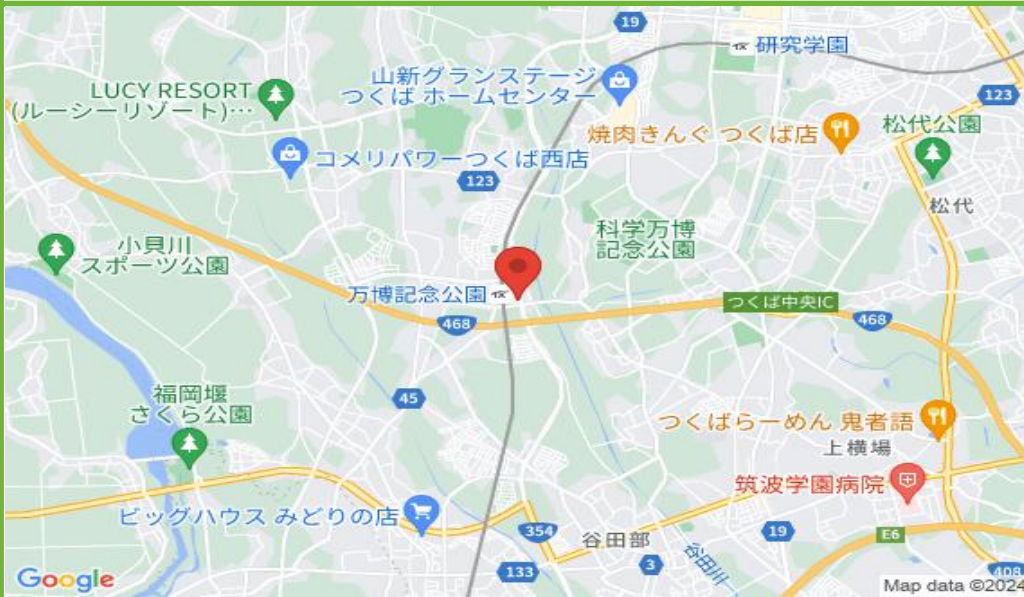 19
研究学園
LUCY RESORT
(ルーシーリゾート)…
山新グランステージ
つくば ホームセンター
123
焼肉きんぐ つくば店
松代公園
コメリパワーつくば西店
123
松代
小貝川
スポーツ公園
科学万博
記念公園
万博記念公園
つくば中央IC
468
468
福岡堰
さくら公園
45
つくばらーめん 鬼者語
上横場
筑波学園病院
ビッグハウス みどりの店
354
谷田部
19
E6
谷田川
133
3
408
Google
Map data ©2024